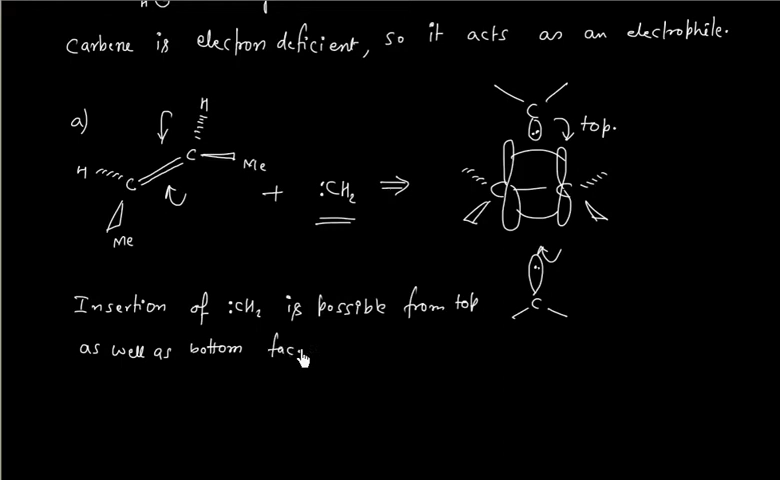 Carbene is electron deficient, so it acts as an electrophile.
a)
H
H
C
C
Me
Me
+ :CH2 ⇒
C
top.
C C
C
Insertion of :CH2 is possible from top
as well as bottom fac